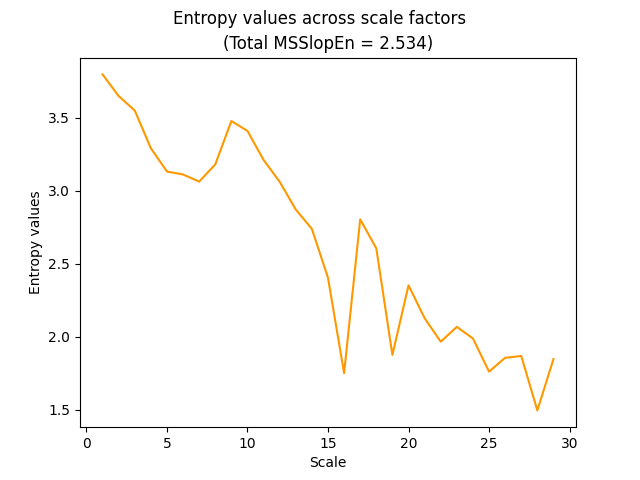 Entropy values across scale factors
(Total MSSlopEn = 2.534)
Entropy values
3.5
3.0
2.5
2.0
1.5
0 5 10 15 20 25 30
Scale